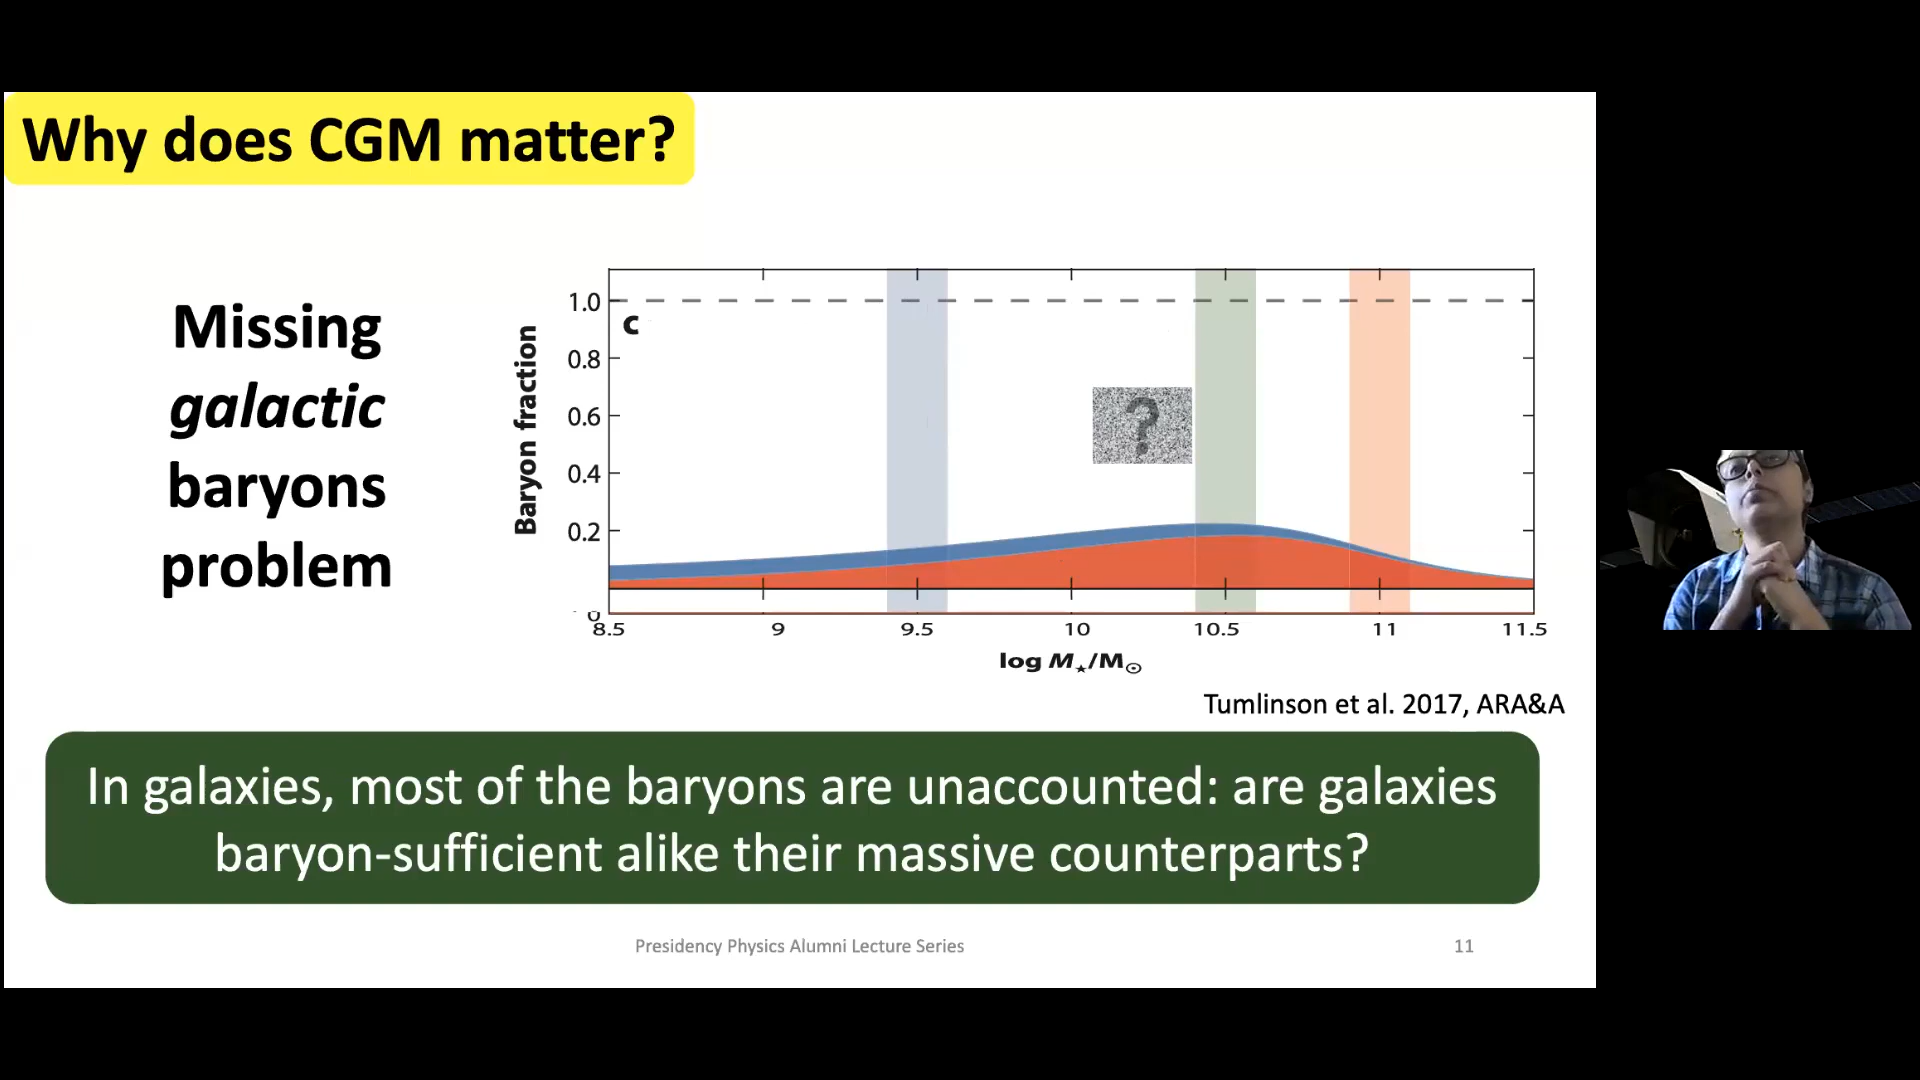 Why does CGM matter?
Missing
galactic
baryons
problem
Baryon fraction
1.0
0.8
0.6
0.4
0.2
0
c
?
8.5 9 9.5 10 10.5 11 11.5
log M★/M⊙
Tumlinson et al. 2017, ARA&A
In galaxies, most of the baryons are unaccounted: are galaxies
baryon-sufficient alike their massive counterparts?
Presidency Physics Alumni Lecture Series
11